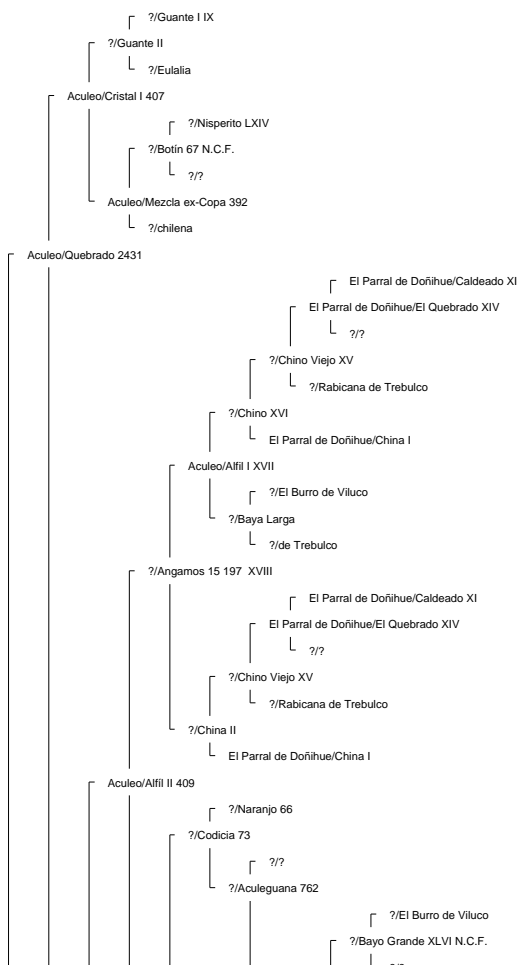 ?/Guante I IX
?/Guante II
?/Eulalia
Aculeo/Cristal I 407
?/Nisperito LXIV
?/Botín 67 N.C.F.
?/?
Aculeo/Mezcla ex-Copa 392
?/chilena
Aculeo/Quebrado 2431
El Parral de Doñihue/Caldeado XI
El Parral de Doñihue/El Quebrado XIV
?/?
?/Chino Viejo XV
?/Rabicana de Trebulco
?/Chino XVI
El Parral de Doñihue/China I
Aculeo/Alfil I XVII
?/El Burro de Viluco
?/Baya Larga
?/de Trebulco
?/Angamos 15 197 XVIII
El Parral de Doñihue/Caldeado XI
El Parral de Doñihue/El Quebrado XIV
?/?
?/Chino Viejo XV
?/Rabicana de Trebulco
?/China II
El Parral de Doñihue/China I
Aculeo/Alfíl II 409
?/Naranjo 66
?/Codicia 73
?/?
?/Aculeguana 762
?/El Burro de Viluco
?/Bayo Grande XLVI N.C.F.
?/?